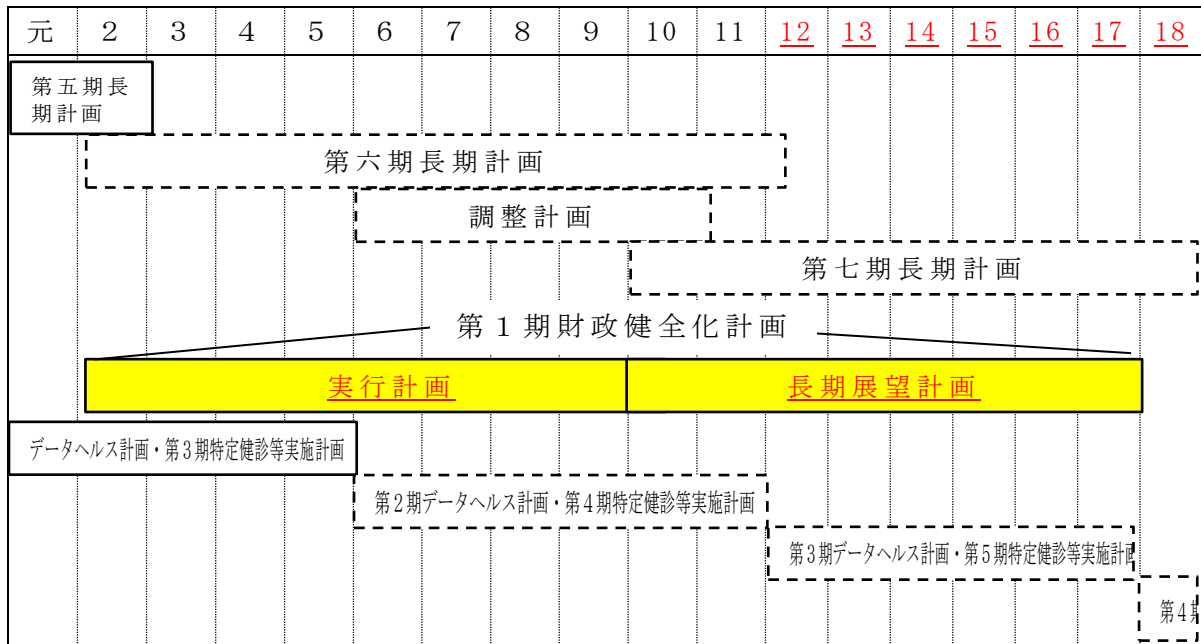 元 2 3 4 5 6 7 8 9 10 11 12 13 14 15 16 17 18
第五期長
期計画
第六期長期計画
調整計画
第七期長期計画
第1期財政健全化計画
実行計画 長期展望計画
データヘルス計画・第3期特定健診等実施計画
第2期データヘルス計画・第4期特定健診等実施計画
第3期データヘルス計画・第5期特定健診等実施計画
第4期